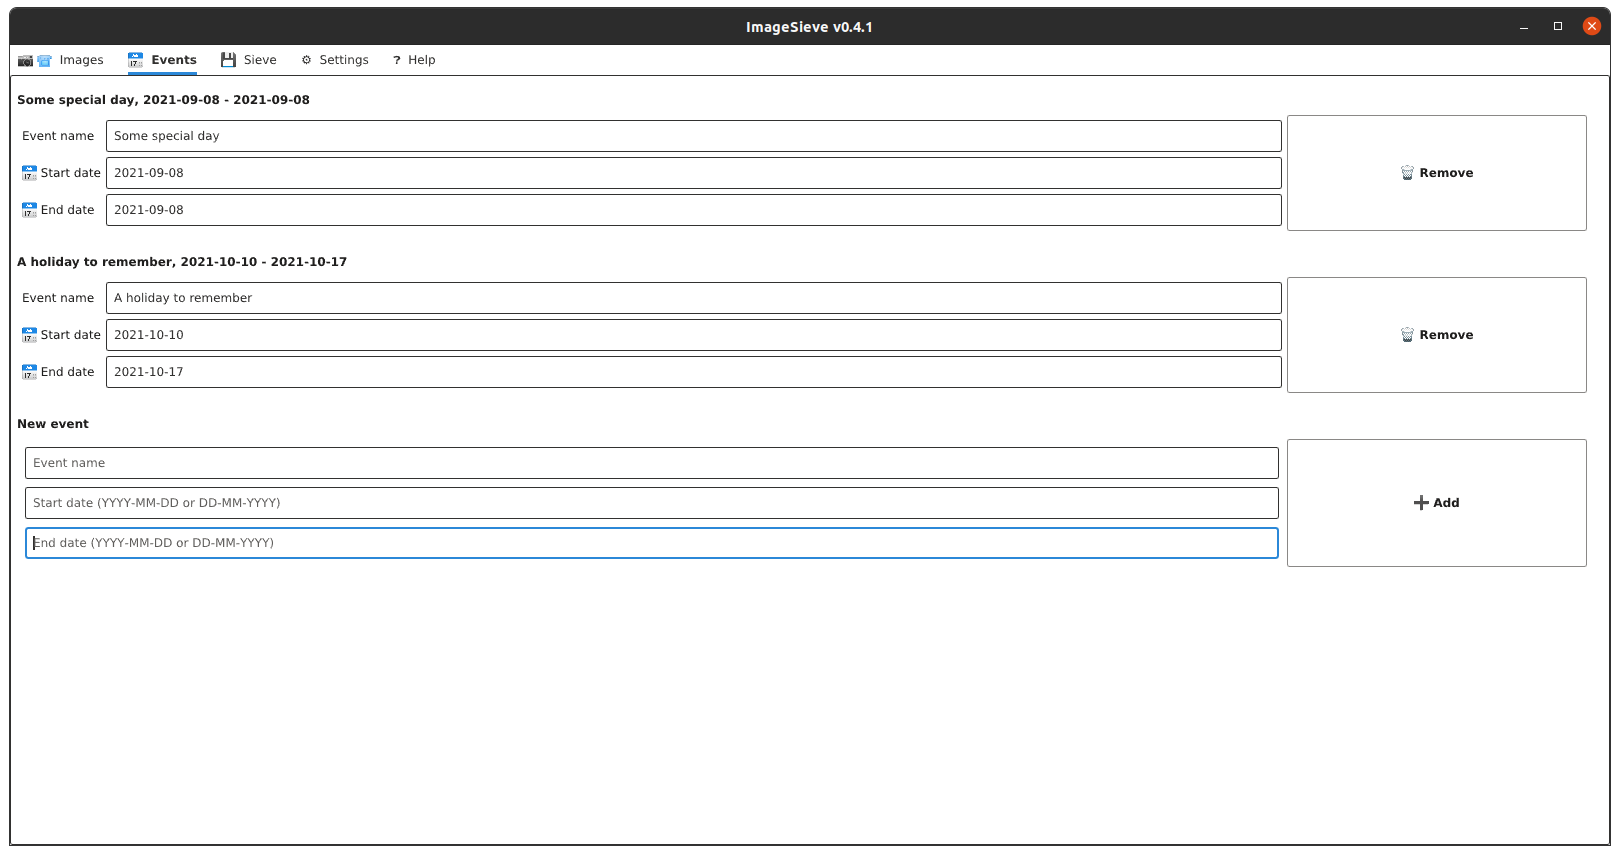 ImageSieve v0.4.1
Images Events Sieve Settings ? Help
Some special day, 2021-09-08 - 2021-09-08
Event name Some special day
Start date 2021-09-08
Remove
End date 2021-09-08
A holiday to remember, 2021-10-10 - 2021-10-17
Event name A holiday to remember
Start date 2021-10-10
Remove
End date 2021-10-17
New event
Event name
Start date (YYYY-MM-DD or DD-MM-YYYY)
Add
End date (YYYY-MM-DD or DD-MM-YYYY)